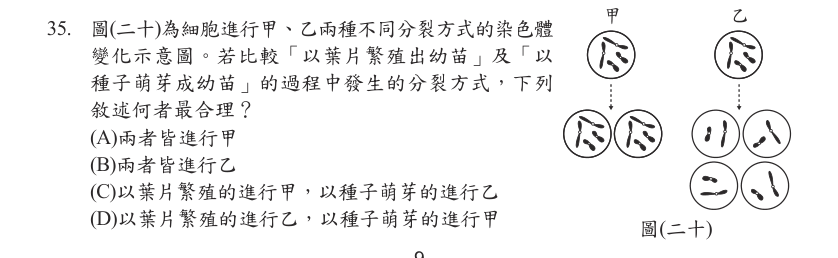 35. 圖(二十)為細胞進行甲、乙兩種不同分裂方式的染色體
變化示意圖。若比較「以葉片繁殖出幼苗」及「以
種子萌芽成幼苗」的過程中發生的分裂方式，下列
敘述何者最合理？
(A)兩者皆進行甲
(B)兩者皆進行乙
(C)以葉片繁殖的進行甲，以種子萌芽的進行乙
(D)以葉片繁殖的進行乙，以種子萌芽的進行甲
甲
乙
圖(二十)